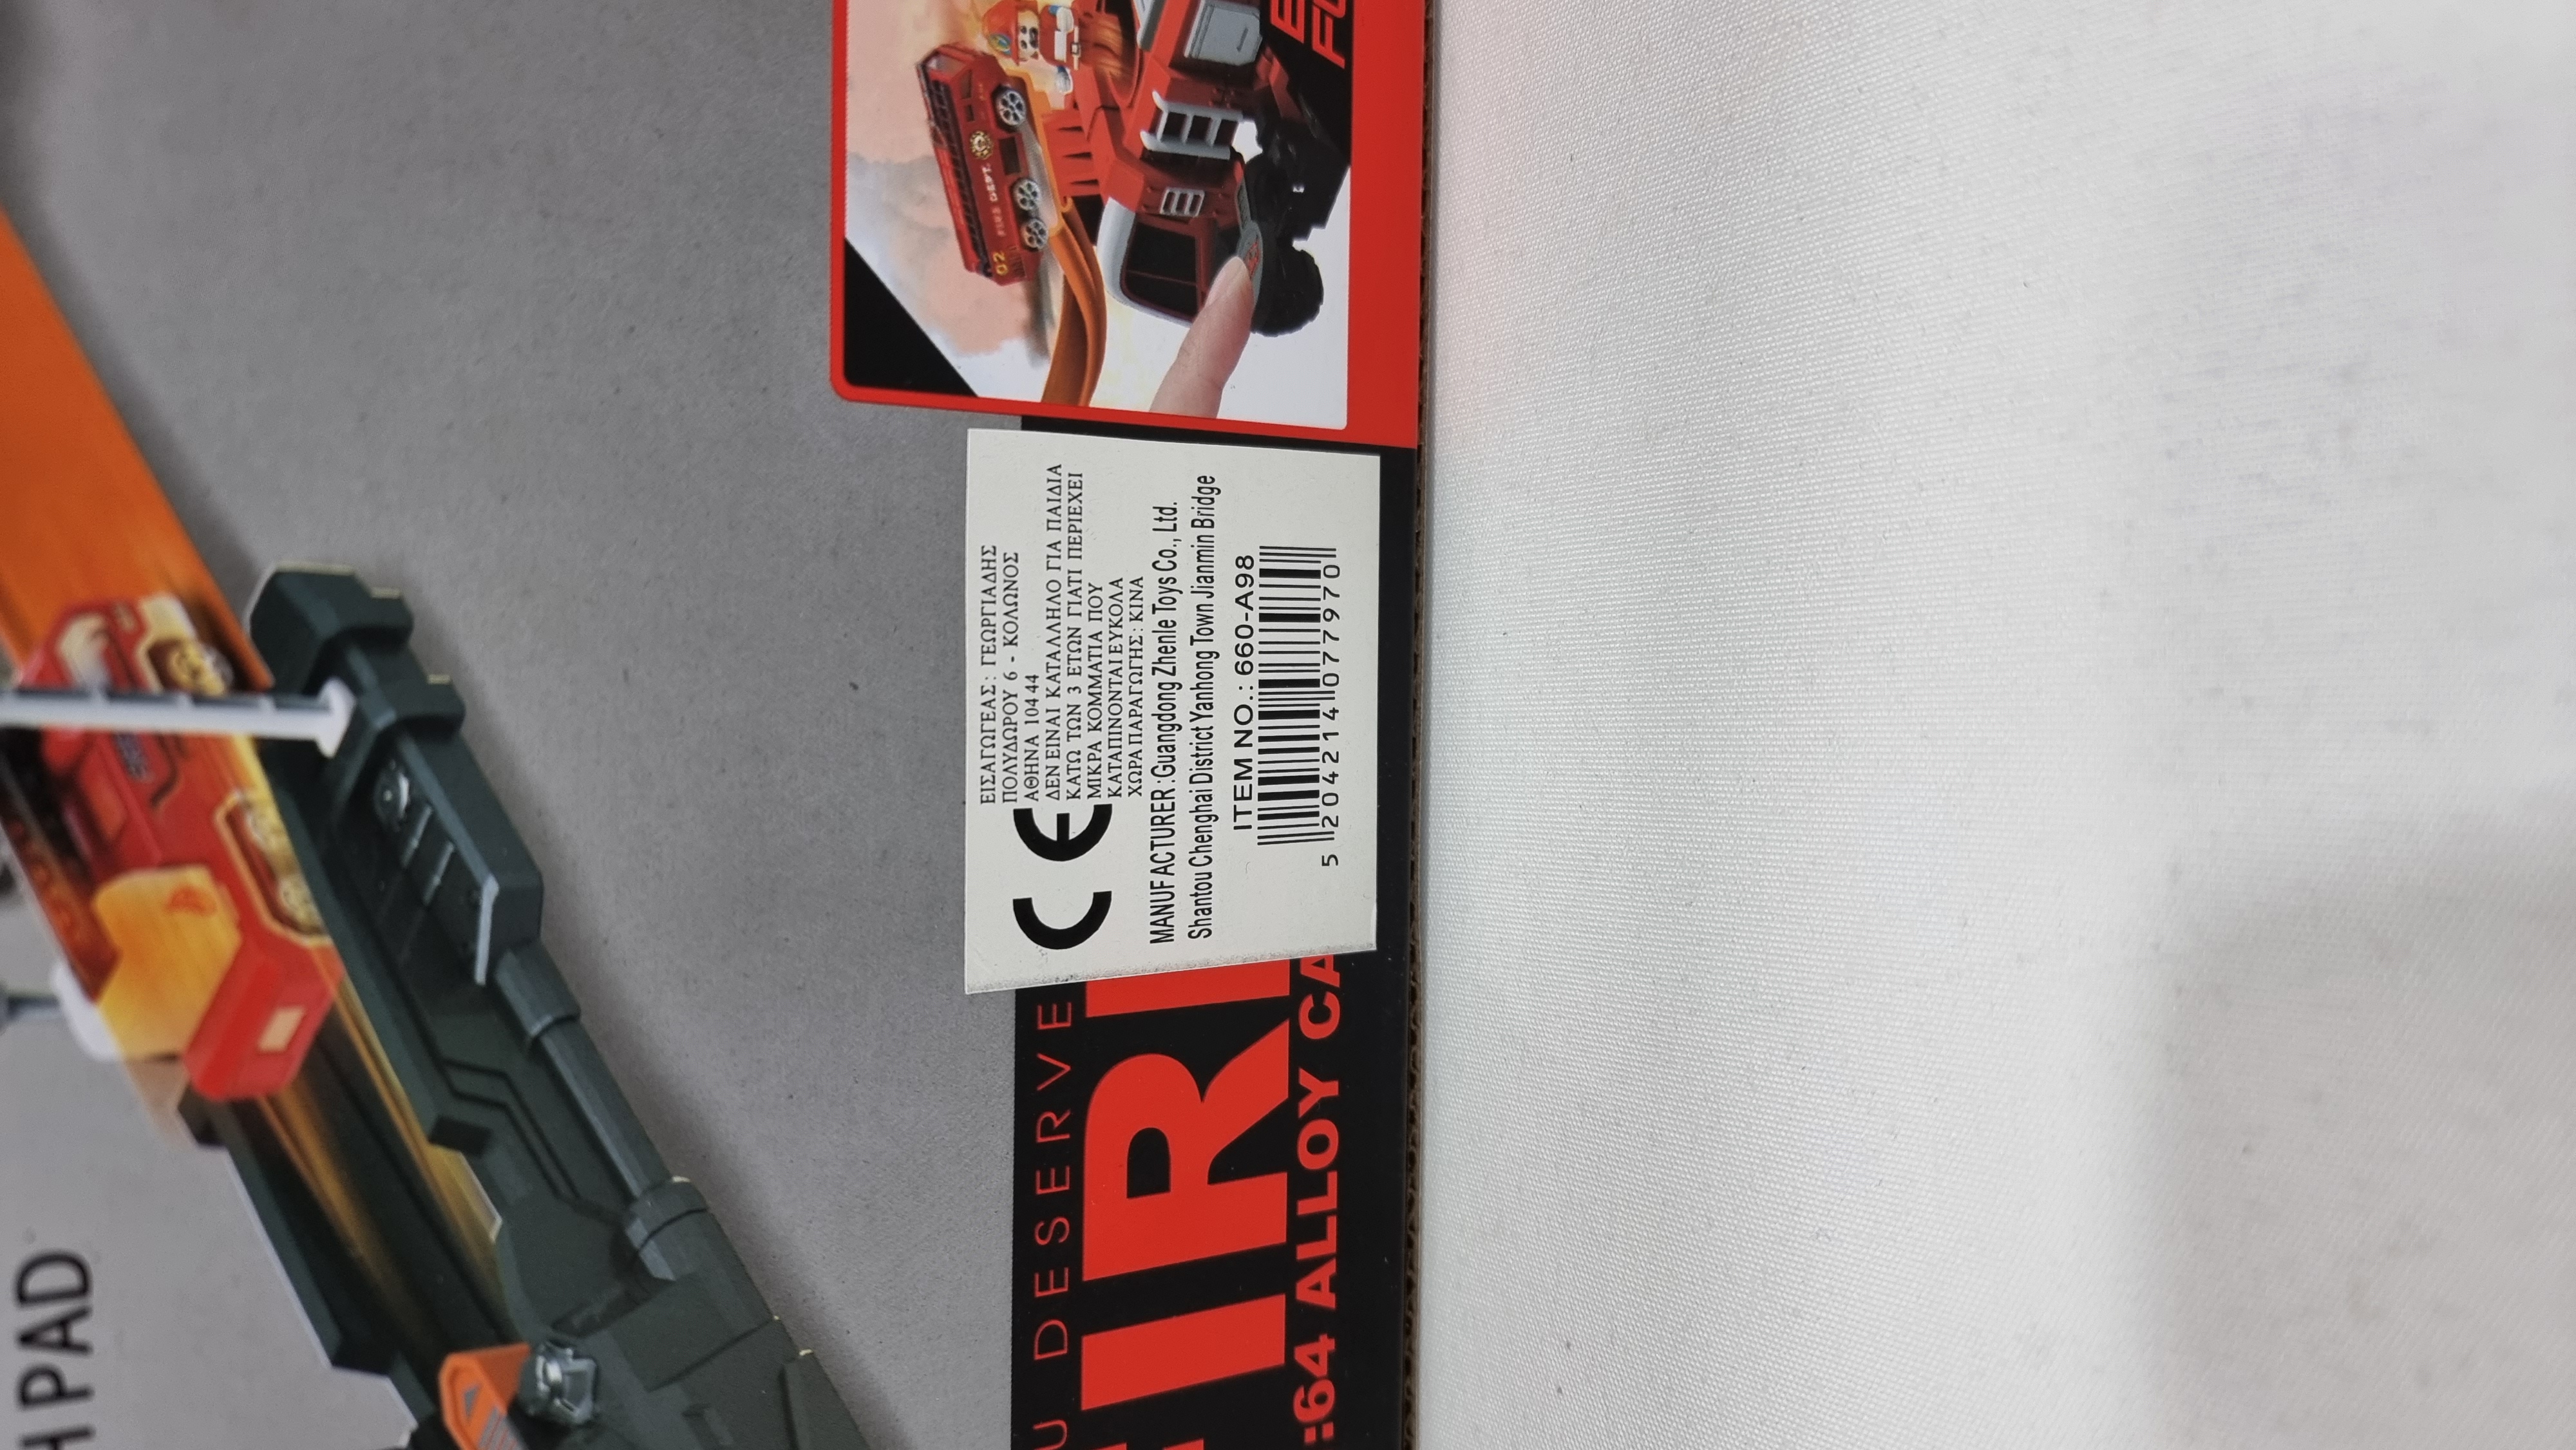 H PAD
U DESERVE
FIR
:64 ALLOY CA
CE
ΕΙΣΑΓΩΓΕΑΣ: ΓΕΩΡΓΙΑΔΗΣ
ΠΟΛΥΔΩΡΟΥ 6 - ΚΟΛΩΝΟΣ
ΑΘΗΝΑ 104 44
ΔΕΝ ΕΙΝΑΙ ΚΑΤΑΛΛΗΛΟ ΓΙΑ ΠΑΙΔΙΑ
ΚΑΤΩ ΤΩΝ 3 ΕΤΩΝ ΓΙΑΤΙ ΠΕΡΙΕΧΕΙ
ΜΙΚΡΑ ΚΟΜΜΑΤΙΑ ΠΟΥ
ΚΑΤΑΠΙΝΟΝΤΑΙ ΕΥΚΟΛΑ
ΧΩΡΑ ΠΑΡΑΓΩΓΗΣ: ΚΙΝΑ
MANUFACTURER :Guangdong Zhenle Toys Co., Ltd.
Shantou Chenghai District Yanhong Town Jianmin Bridge
ITEM NO.: 660-A98
5 204214 077970
02 FIRE DEPT.